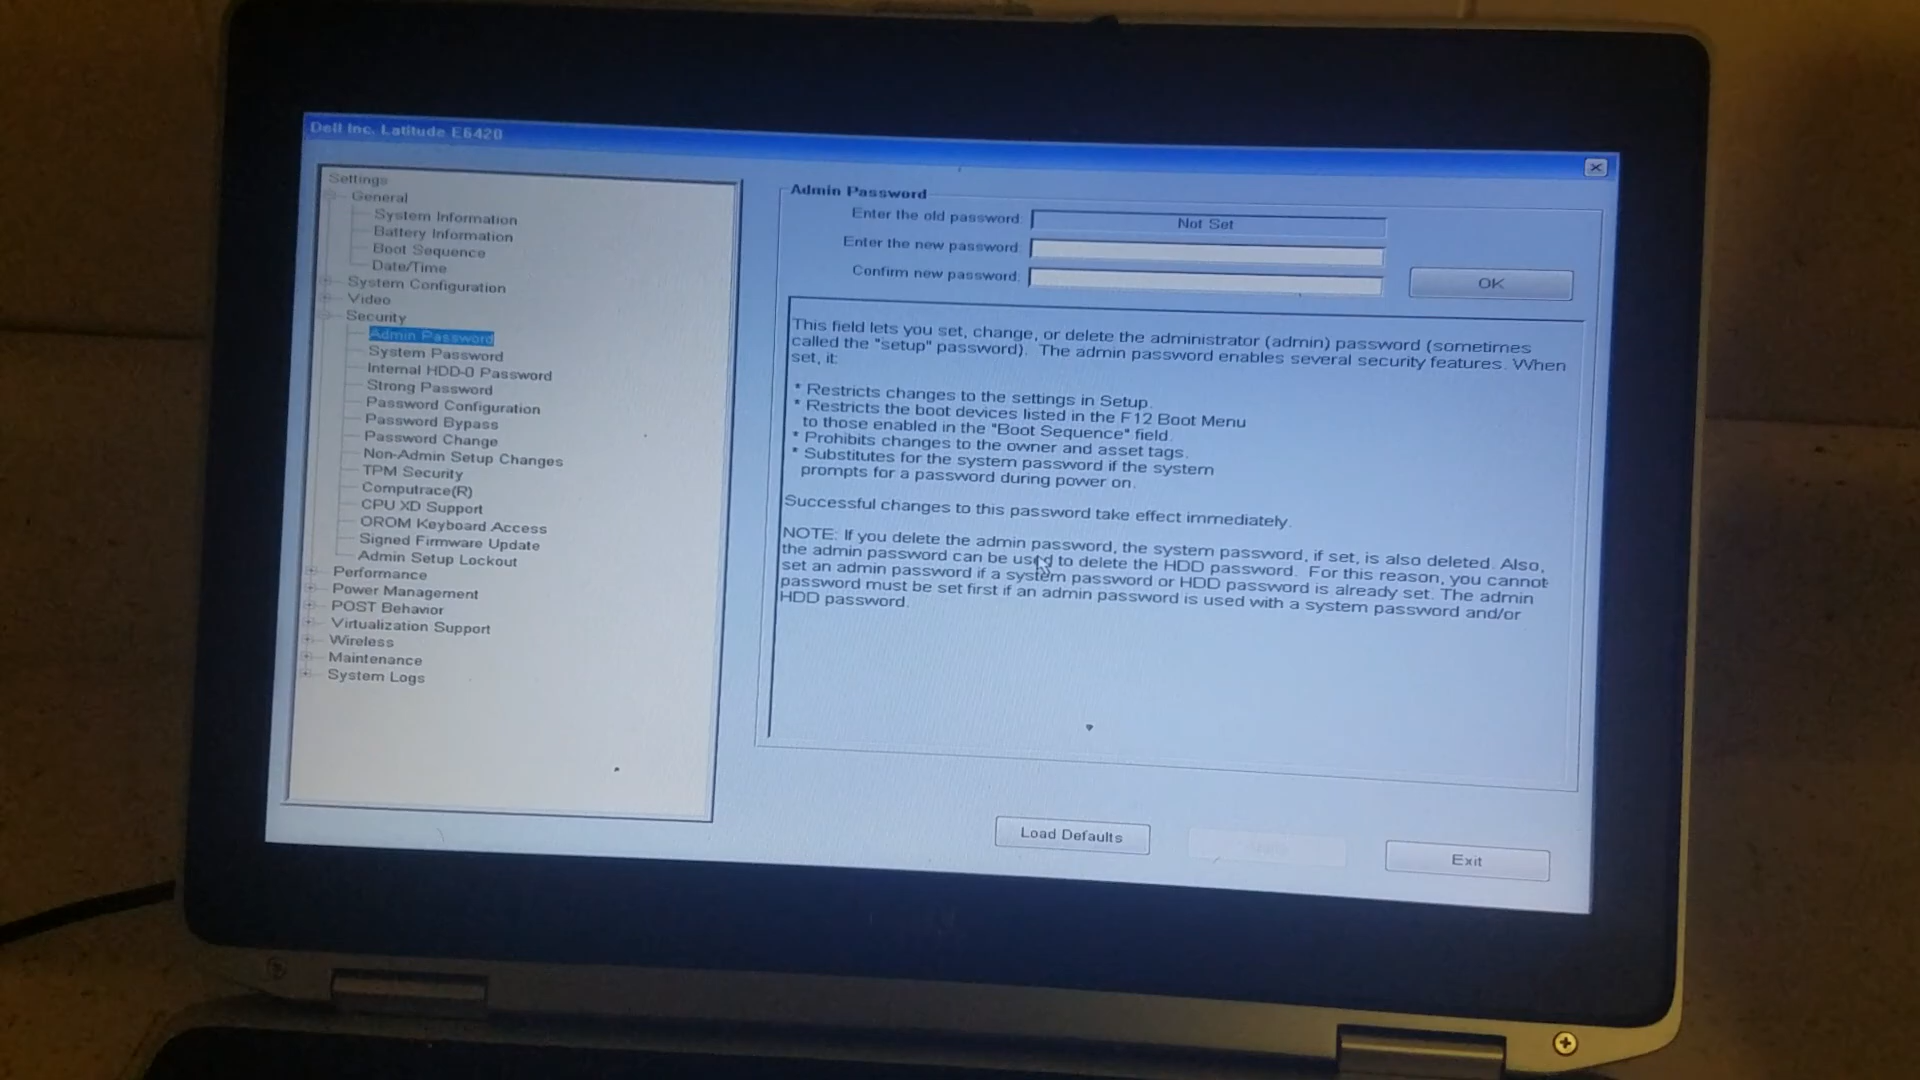 Dell Inc. Latitude E6420
Settings
General
System Information
Battery Information
Boot Sequence
Date/Time
System Configuration
Video
Security
Admin Password
System Password
Internal HDD-0 Password
Strong Password
Password Configuration
Password Bypass
Password Change
Non-Admin Setup Changes
TPM Security
Computrace(R)
CPU XD Support
OROM Keyboard Access
Signed Firmware Update
Admin Setup Lockout
Performance
Power Management
POST Behavior
Virtualization Support
Wireless
Maintenance
System Logs
Admin Password
Enter the old password:
Not Set
Enter the new password:
Confirm new password:
OK
This field lets you set, change, or delete the administrator (admin) password (sometimes
called the "setup" password). The admin password enables several security features. When
set, it:
* Restricts changes to the settings in Setup.
* Restricts the boot devices listed in the F12 Boot Menu
to those enabled in the "Boot Sequence" field.
* Prohibits changes to the owner and asset tags.
* Substitutes for the system password if the system
prompts for a password during power on.
Successful changes to this password take effect immediately.
NOTE: If you delete the admin password, the system password, if set, is also deleted. Also,
the admin password can be used to delete the HDD password. For this reason, you cannot
set an admin password if a system password or HDD password is already set. The admin
password must be set first if an admin password is used with a system password and/or
HDD password.
Load Defaults
Exit